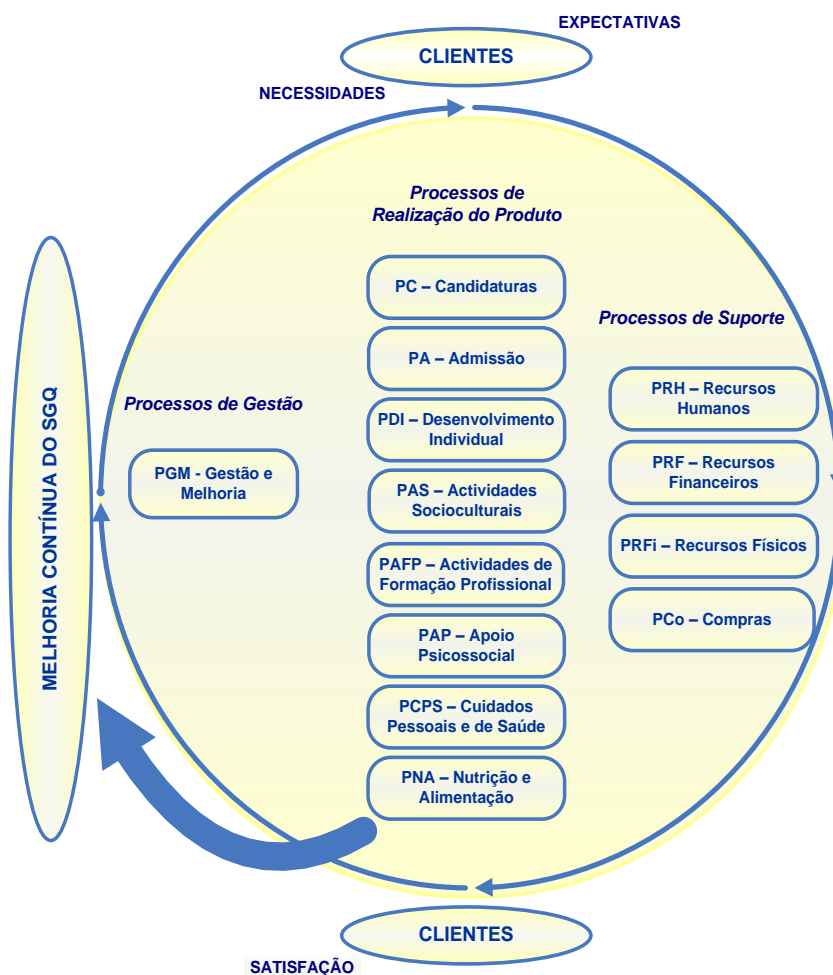 EXPECTATIVAS
CLIENTES
NECESSIDADES
Processos de
Realização do Produto
PC – Candidaturas
PA – Admissão
PDI – Desenvolvimento
Individual
PAS – Actividades
Socioculturais
PAFP – Actividades de
Formação Profissional
PAP – Apoio
Psicossocial
PCPS – Cuidados
Pessoais e de Saúde
PNA – Nutrição e
Alimentação
Processos de Suporte
PRH – Recursos
Humanos
PRF – Recursos
Financeiros
PRFi – Recursos Físicos
PCo – Compras
Processos de Gestão
PGM - Gestão e
Melhoria
MELHORIA CONTÍNUA DO SGQ
CLIENTES
SATISFAÇÃO